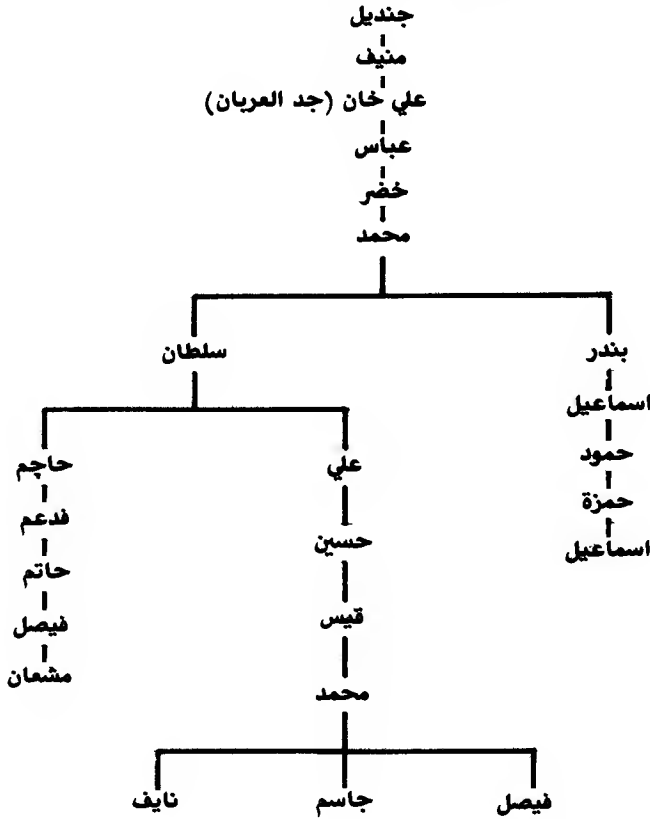 جنديل
منيف
علي خان (جد العربان)
عباس
خضر
محمد
بندر
اسماعيل
حمود
حمزة
اسماعيل
سلطان
علي
حسين
قيس
محمد
فيصل
جاسم
نايف
حاچم
فدعم
حاتم
فيصل
مشعان